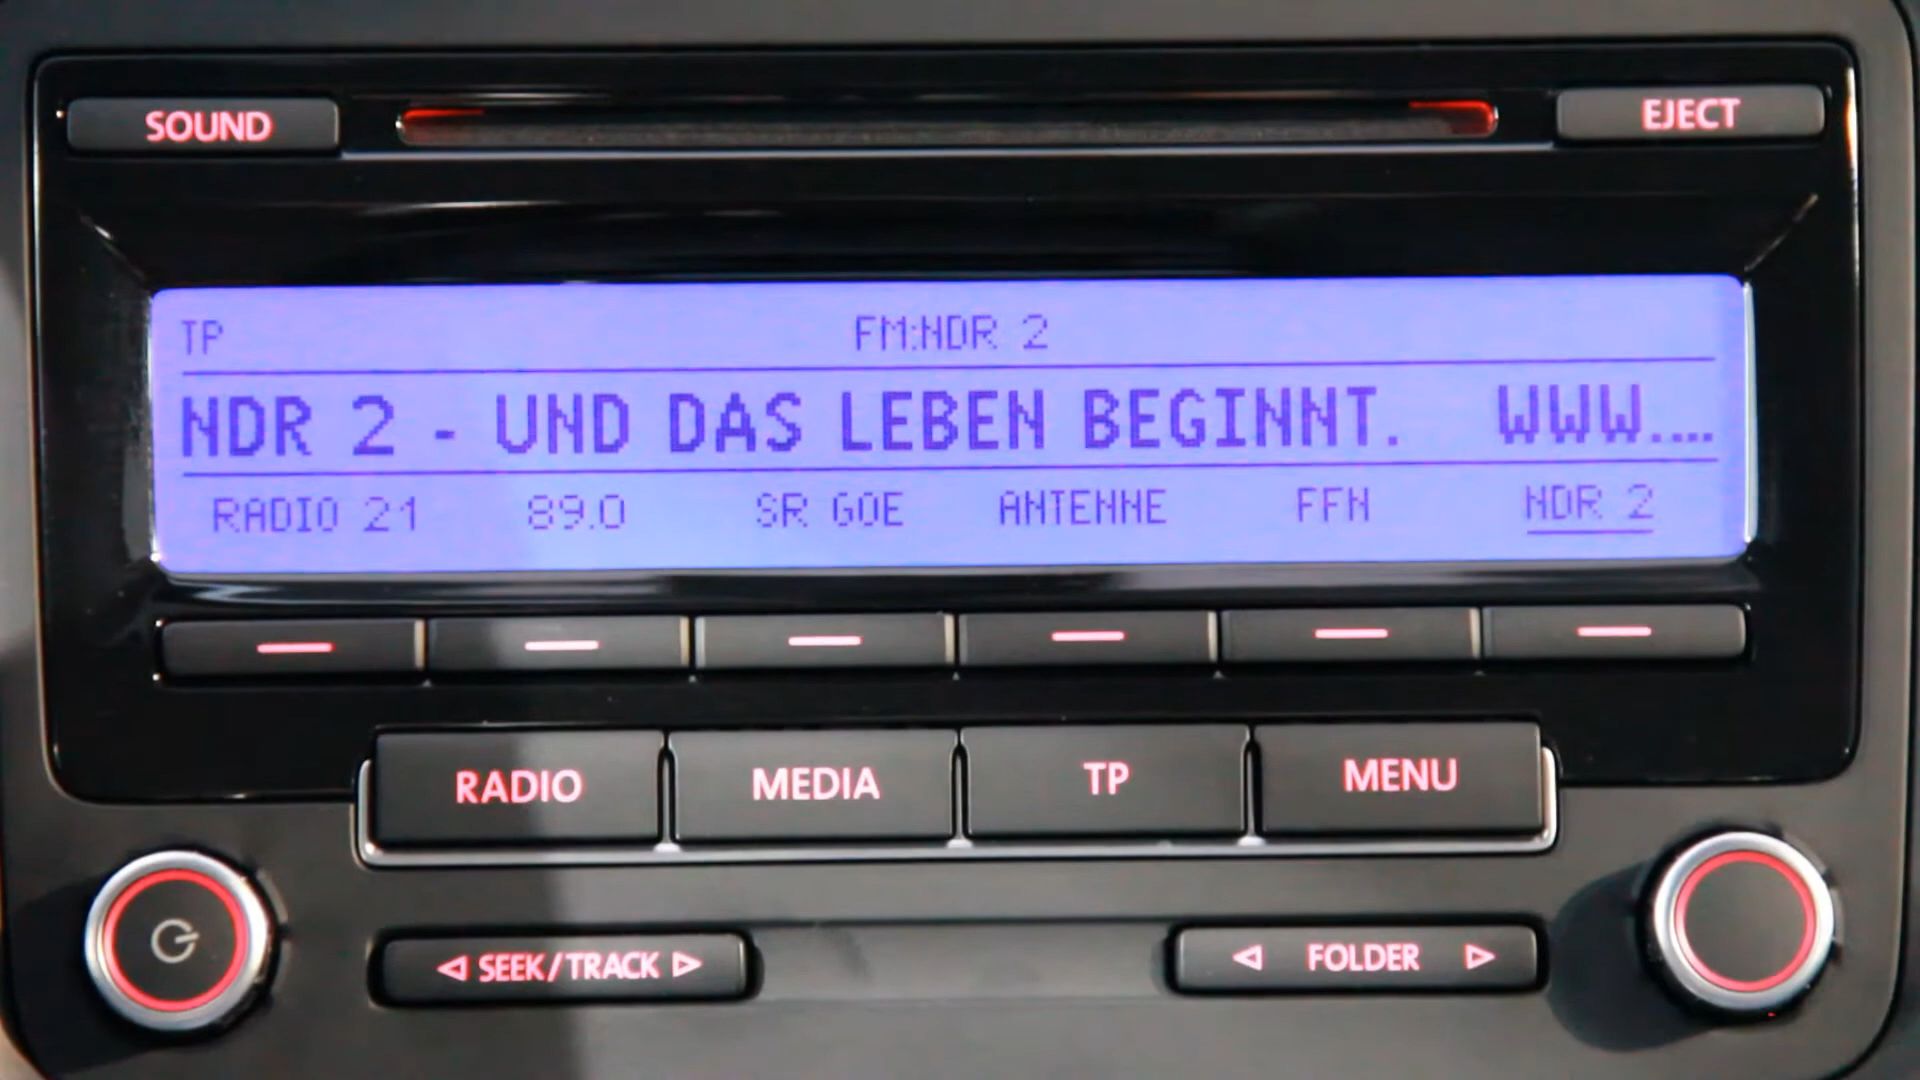 SOUND EJECT
TP FM:NDR 2
NDR 2 - UND DAS LEBEN BEGINNT. WWW....
RADIO 21 89.0 SR GOE ANTENNE FFN NDR 2
RADIO MEDIA TP MENU
SEEK/TRACK FOLDER